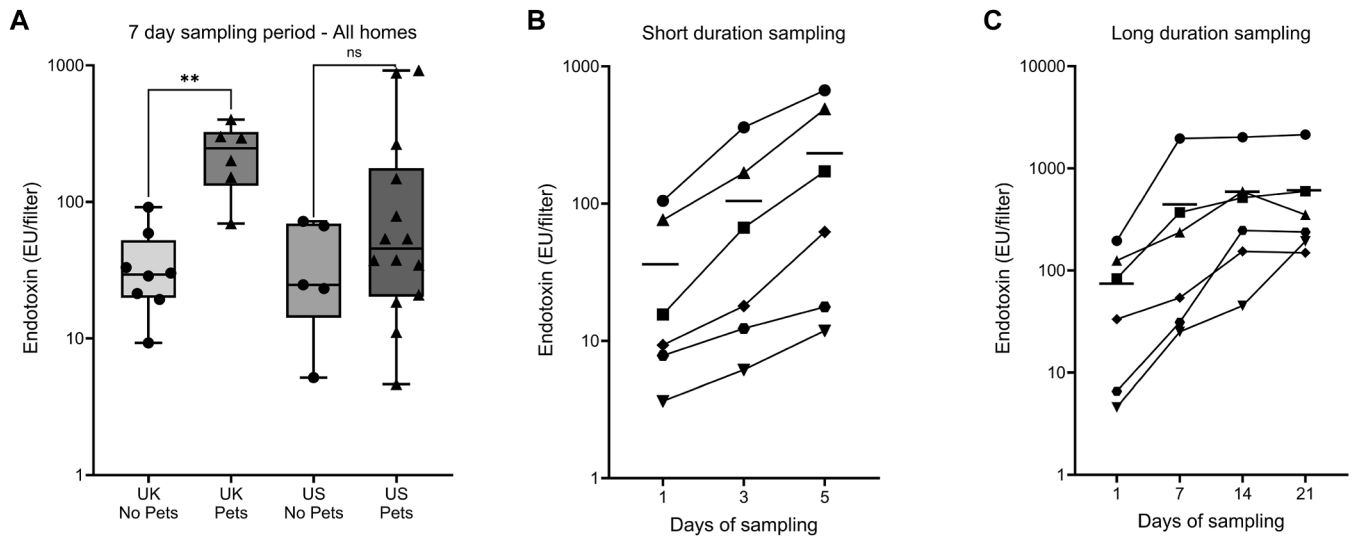 A
7 day sampling period - All homes
Endotoxin (EU/filter)
1000
100
10
1
**
ns
UK
No Pets
UK
Pets
US
No Pets
US
Pets
B
Short duration sampling
Endotoxin (EU/filter)
1000
100
10
1
1
3
5
Days of sampling
C
Long duration sampling
Endotoxin (EU/filter)
10000
1000
100
10
1
1
7
14
21
Days of sampling